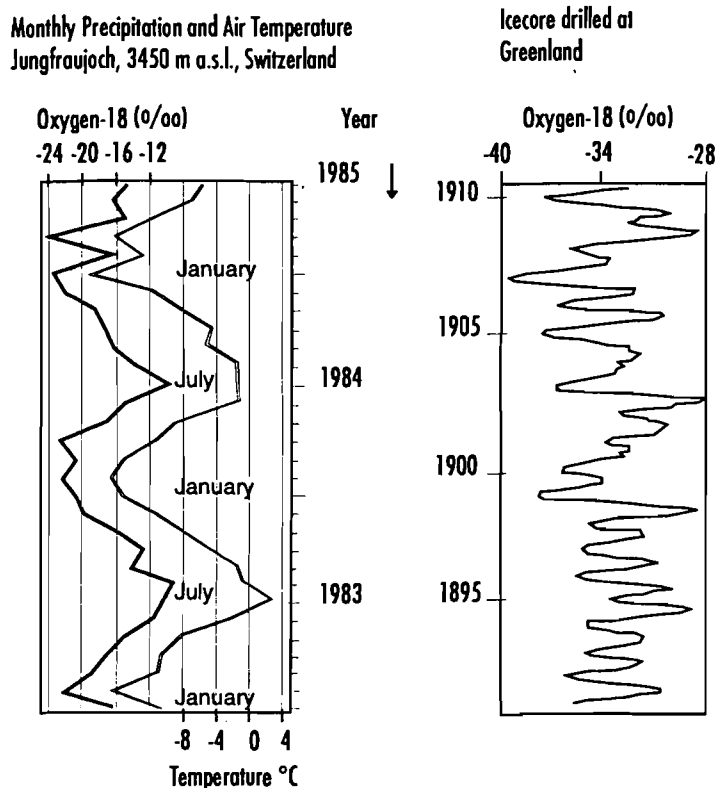 Monthly Precipitation and Air Temperature
Jungfraujoch, 3450 m a.s.l., Switzerland
Icecore drilled at
Greenland
Oxygen-18 (o/oo)
-24 -20 -16 -12
Year
Oxygen-18 (o/oo)
-40 -34 -28
1985
1910
January
1905
July
1984
1900
January
July
1983
1895
January
-8 -4 0 4
Temperature °C